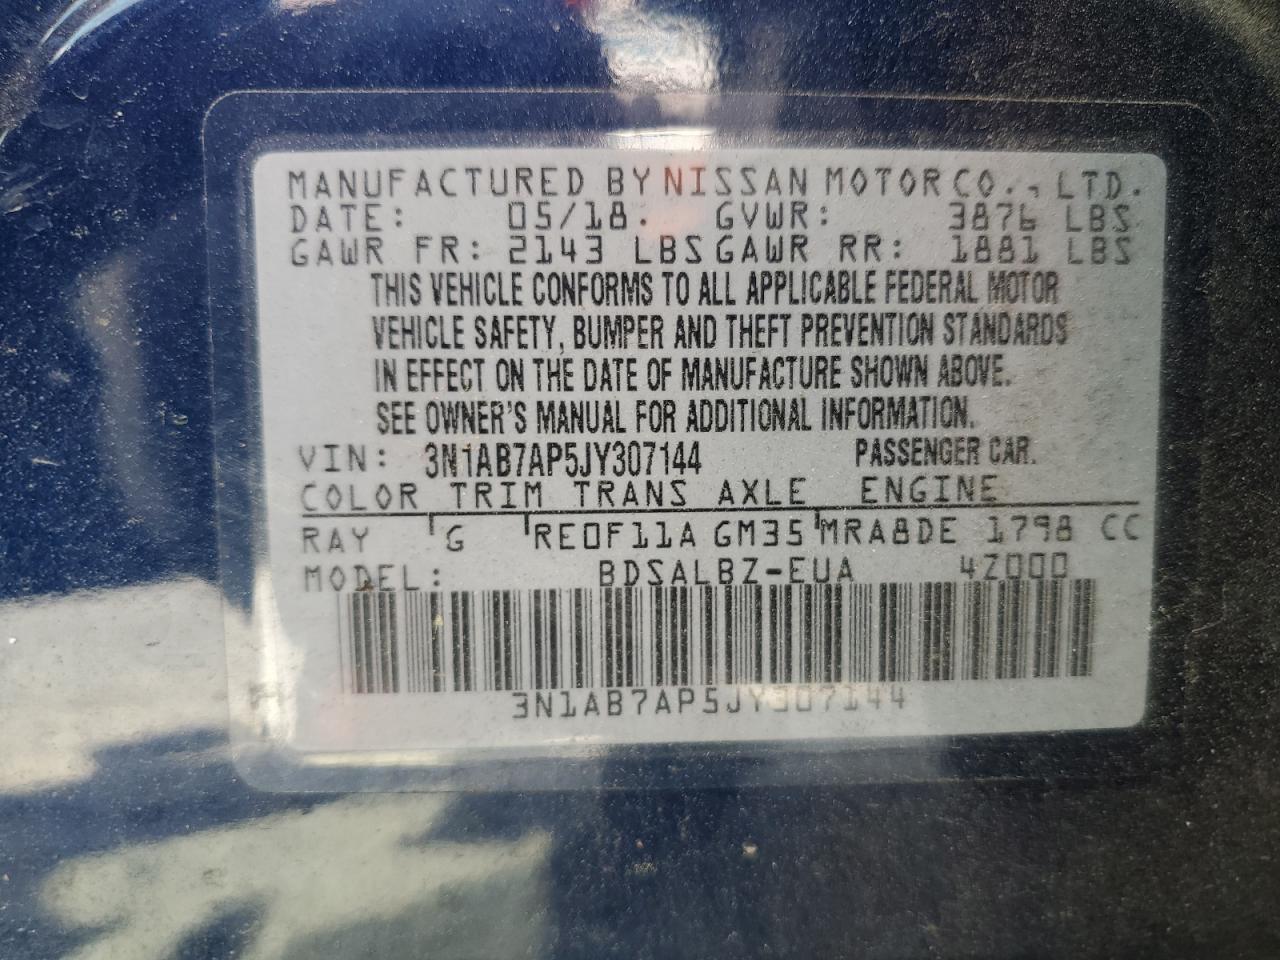 MANUFACTURED BY NISSAN MOTOR CO., LTD.
DATE: 05/18. GVWR: 3876 LBS
GAWR FR: 2143 LBS GAWR RR: 1881 LBS
THIS VEHICLE CONFORMS TO ALL APPLICABLE FEDERAL MOTOR
VEHICLE SAFETY, BUMPER AND THEFT PREVENTION STANDARDS
IN EFFECT ON THE DATE OF MANUFACTURE SHOWN ABOVE.
SEE OWNER'S MANUAL FOR ADDITIONAL INFORMATION.
VIN: 3N1AB7AP5JY307144 PASSENGER CAR.
COLOR TRIM TRANS AXLE ENGINE
RAY G RE0F11A GM35 MRA8DE 1798 CC
MODEL: BDSALBZ-EUA 4Z000
3N1AB7AP5JY307144